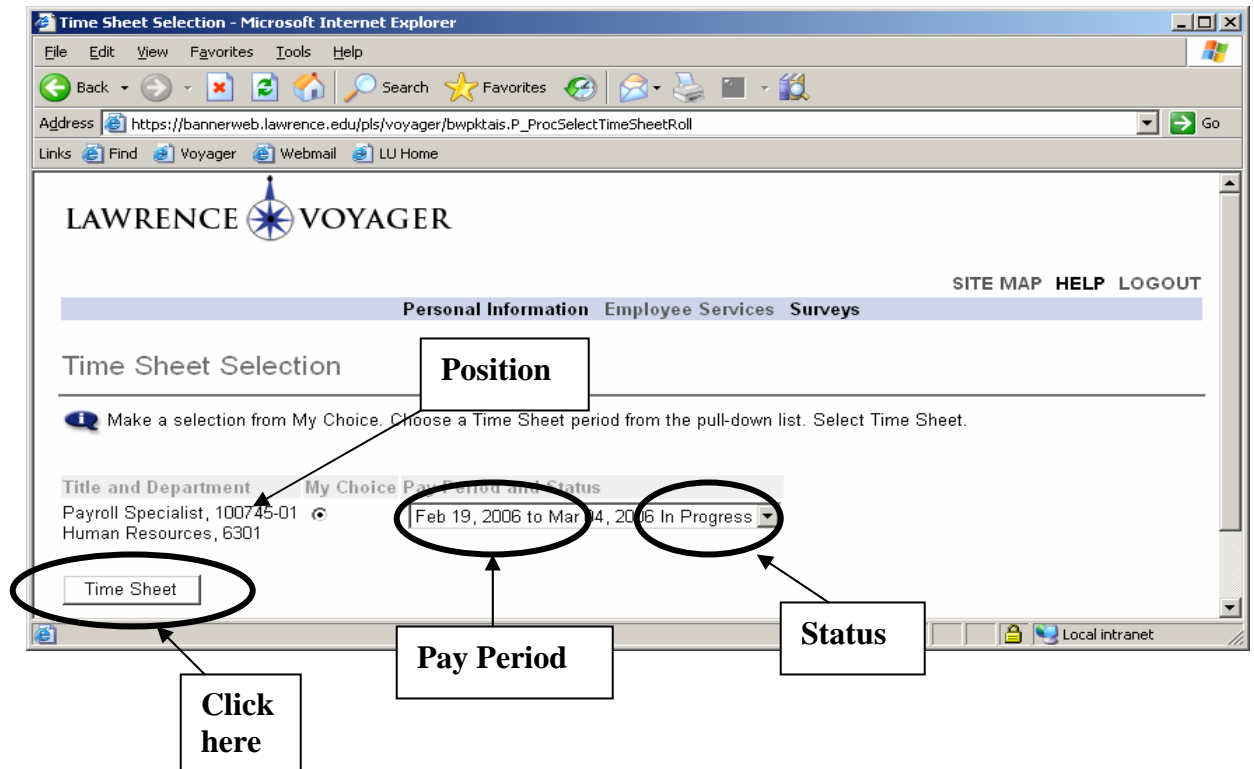 Time Sheet Selection - Microsoft Internet Explorer
File Edit View Favorites Tools Help
Back Search Favorites
Address https://bannerweb.lawrence.edu/pls/voyager/bwpktais.P_ProcSelectTimeSheetRoll Go
Links Find Voyager Webmail LU Home
LAWRENCE VOYAGER
SITE MAP HELP LOGOUT
Personal Information Employee Services Surveys
Time Sheet Selection
Position
Make a selection from My Choice. Choose a Time Sheet period from the pull-down list. Select Time Sheet.
Title and Department My Choice Pay Period and Status
Payroll Specialist, 100745-01 Feb 19, 2006 to Mar 04, 2006 In Progress
Human Resources, 6301
Time Sheet
Status
Local intranet
Pay Period
Click
here